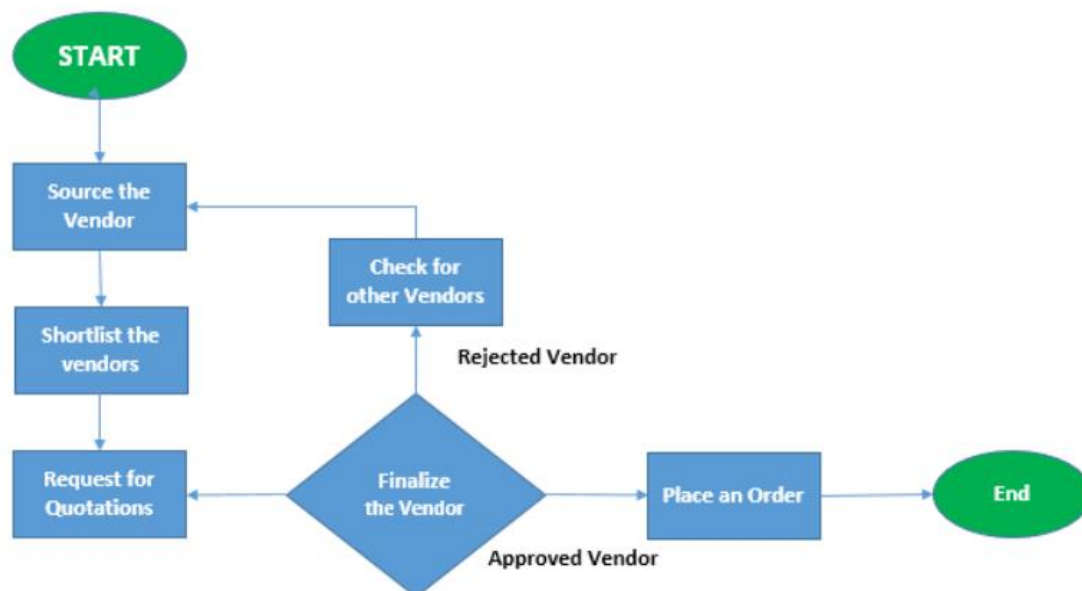 START
Source the
Vendor
Check for
other Vendors
Shortlist the
vendors
Rejected Vendor
Request for
Quotations
Finalize
the Vendor
Place an Order
End
Approved Vendor